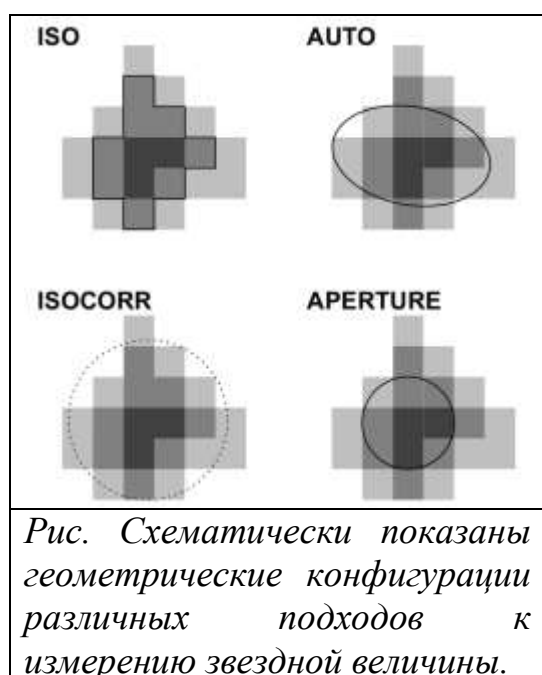 ISO AUTO
ISOCORR APERTURE
Рис. Схематически показаны
геометрические конфигурации
различных подходов к
измерению звездной величины.